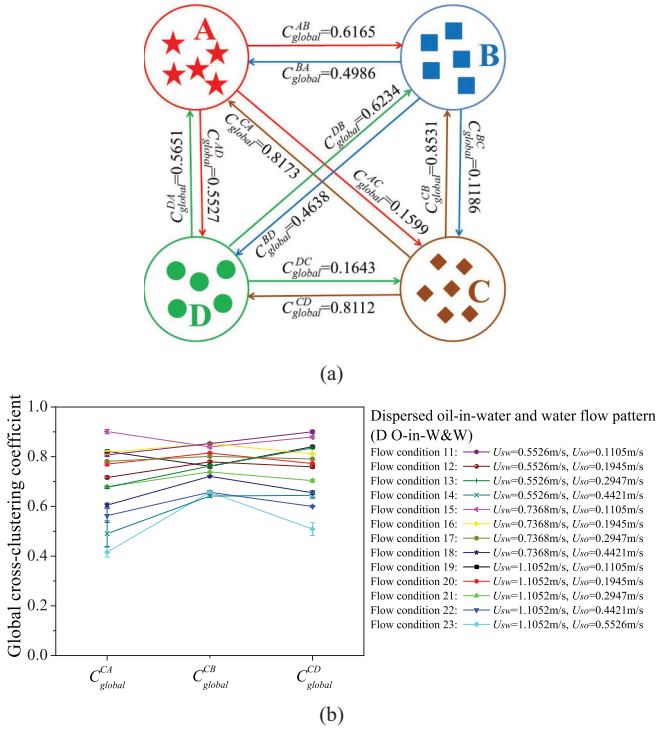 A
B
C
D
C^{AB}_{global}=0.6165
C^{BA}_{global}=0.4986
C^{DA}_{global}=0.5651
C^{AD}_{global}=0.5527
C^{CA}_{global}=0.8173
C^{DB}_{global}=0.6234
C^{BD}_{global}=0.4638
C^{AC}_{global}=0.1599
C^{CB}_{global}=0.8531
C^{BC}_{global}=0.1186
C^{DC}_{global}=0.1643
C^{CD}_{global}=0.8112
(a)
Global cross-clustering coefficient
1.0
0.8
0.6
0.4
0.2
0.0
C^{CA}_{global}
C^{CB}_{global}
C^{CD}_{global}
Dispersed oil-in-water and water flow pattern
(D O-in-W&W)
Flow condition 11: Usw=0.5526m/s, Uso=0.1105m/s
Flow condition 12: Usw=0.5526m/s, Uso=0.1945m/s
Flow condition 13: Usw=0.5526m/s, Uso=0.2947m/s
Flow condition 14: Usw=0.5526m/s, Uso=0.4421m/s
Flow condition 15: Usw=0.7368m/s, Uso=0.1105m/s
Flow condition 16: Usw=0.7368m/s, Uso=0.1945m/s
Flow condition 17: Usw=0.7368m/s, Uso=0.2947m/s
Flow condition 18: Usw=0.7368m/s, Uso=0.4421m/s
Flow condition 19: Usw=1.1052m/s, Uso=0.1105m/s
Flow condition 20: Usw=1.1052m/s, Uso=0.1945m/s
Flow condition 21: Usw=1.1052m/s, Uso=0.2947m/s
Flow condition 22: Usw=1.1052m/s, Uso=0.4421m/s
Flow condition 23: Usw=1.1052m/s, Uso=0.5526m/s
(b)